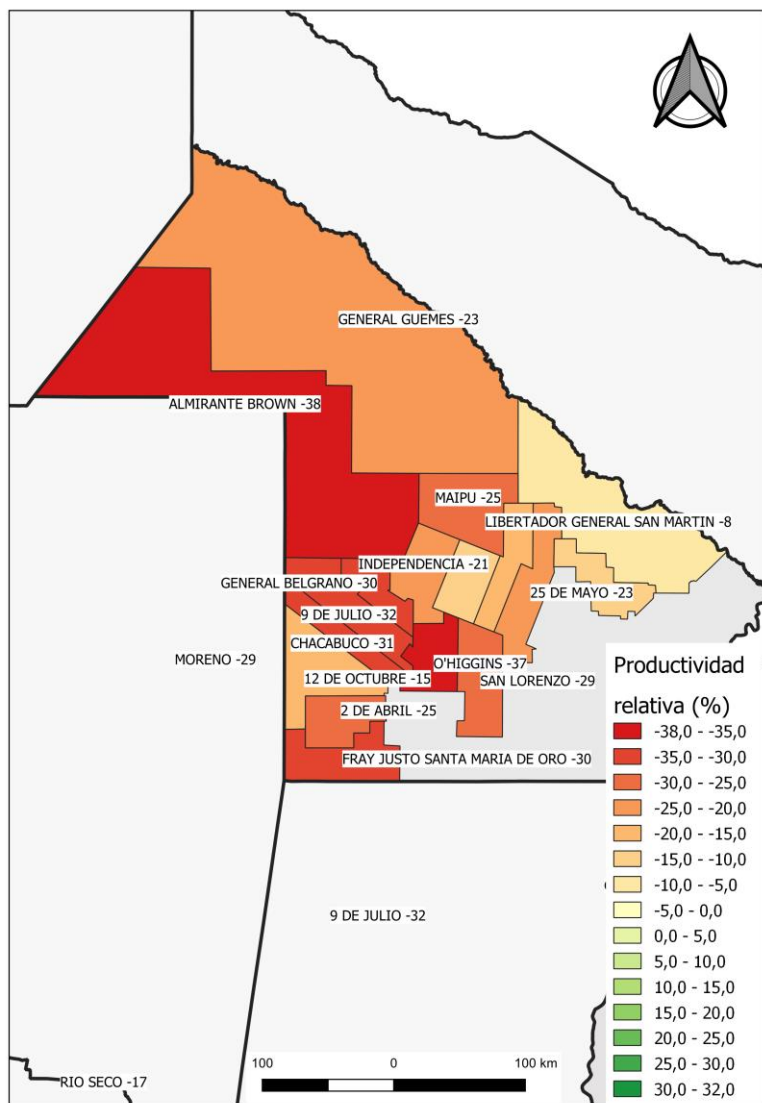 GENERAL GUEMES -23
ALMIRANTE BROWN -38
MAIPU -25
LIBERTADOR GENERAL SAN MARTIN -8
INDEPENDENCIA -21
GENERAL BELGRANO -30
25 DE MAYO -23
9 DE JULIO -32
CHACABUCO -31
MORENO -29
O'HIGGINS -37
12 DE OCTUBRE -15
SAN LORENZO -29
2 DE ABRIL -25
FRAY JUSTO SANTA MARIA DE ORO -30
9 DE JULIO -32
RIO SECO -17
100 0 100 km
Productividad
relativa (%)
-38,0 - -35,0
-35,0 - -30,0
-30,0 - -25,0
-25,0 - -20,0
-20,0 - -15,0
-15,0 - -10,0
-10,0 - -5,0
-5,0 - 0,0
0,0 - 5,0
5,0 - 10,0
10,0 - 15,0
15,0 - 20,0
20,0 - 25,0
25,0 - 30,0
30,0 - 32,0